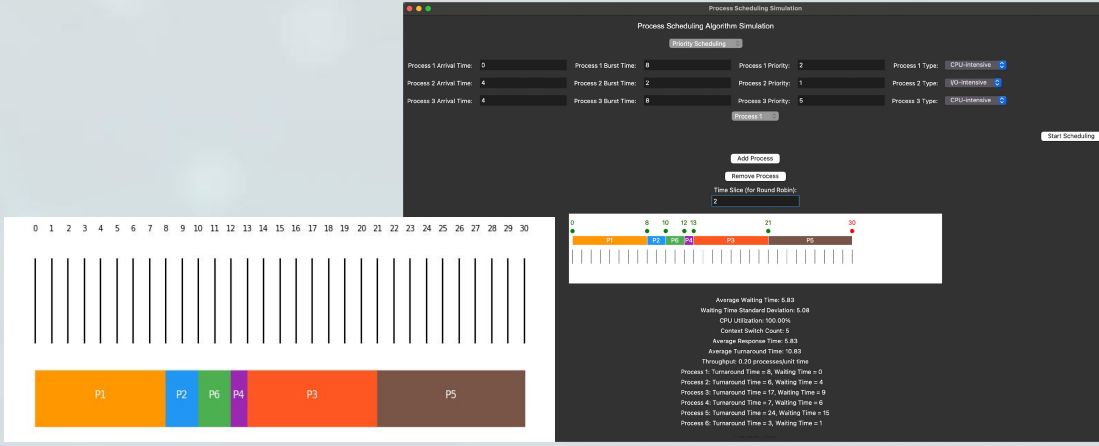 Process Scheduling Simulation
Process Scheduling Algorithm Simulation
Priority Scheduling
Process 1 Arrival Time: 0 Process 1 Burst Time: 8 Process 1 Priority: 2 Process 1 Type: CPU-intensive
Process 2 Arrival Time: 4 Process 2 Burst Time: 2 Process 2 Priority: 1 Process 2 Type: I/O-intensive
Process 3 Arrival Time: 4 Process 3 Burst Time: 8 Process 3 Priority: 5 Process 3 Type: CPU-intensive
Process 1
Start Scheduling
Add Process
Remove Process
Time Slice (for Round Robin):
2
0 8 10 12 13 21 30
P1 P2 P6 P4 P3 P5
Average Waiting Time: 5.83
Waiting Time Standard Deviation: 5.08
CPU Utilization: 100.00%
Context Switch Count: 5
Average Response Time: 5.83
Average Turnaround Time: 10.83
Throughput: 0.20 processes/unit time
Process 1: Turnaround Time = 8, Waiting Time = 0
Process 2: Turnaround Time = 6, Waiting Time = 4
Process 3: Turnaround Time = 17, Waiting Time = 9
Process 4: Turnaround Time = 7, Waiting Time = 6
Process 5: Turnaround Time = 24, Waiting Time = 15
Process 6: Turnaround Time = 3, Waiting Time = 1
0 1 2 3 4 5 6 7 8 9 10 11 12 13 14 15 16 17 18 19 20 21 22 23 24 25 26 27 28 29 30
P1 P2 P6 P4 P3 P5